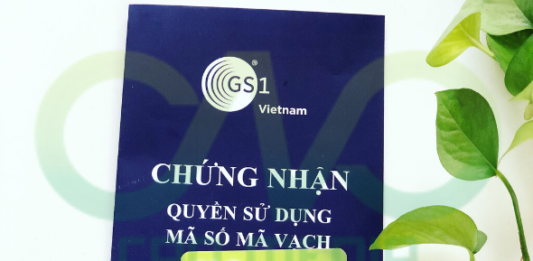 GS1®
Vietnam
CHỨNG NHẬN
QUYỀN SỬ DỤNG
MÃ SỐ MÃ VẠCH